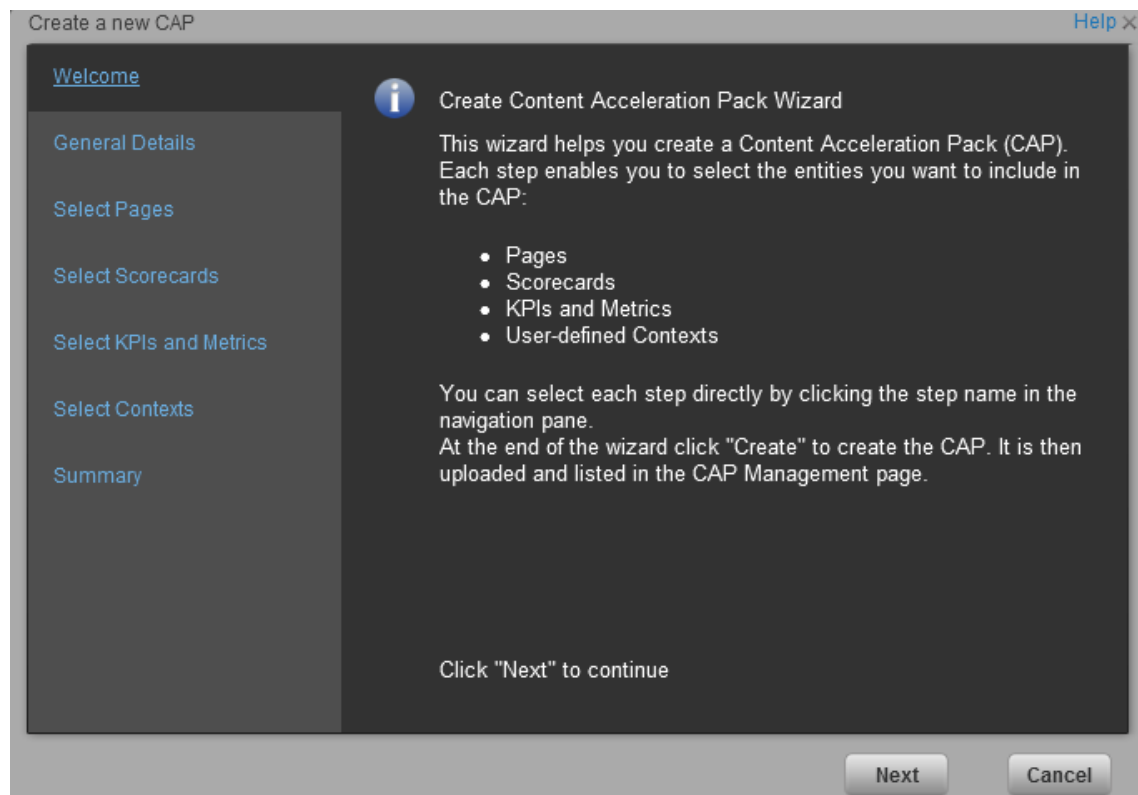 Create a new CAP
Help
Welcome
General Details
Select Pages
Select Scorecards
Select KPIs and Metrics
Select Contexts
Summary
Create Content Acceleration Pack Wizard
This wizard helps you create a Content Acceleration Pack (CAP).
Each step enables you to select the entities you want to include in
the CAP:
• Pages
• Scorecards
• KPIs and Metrics
• User-defined Contexts
You can select each step directly by clicking the step name in the
navigation pane.
At the end of the wizard click "Create" to create the CAP. It is then
uploaded and listed in the CAP Management page.
Click "Next" to continue
Next
Cancel